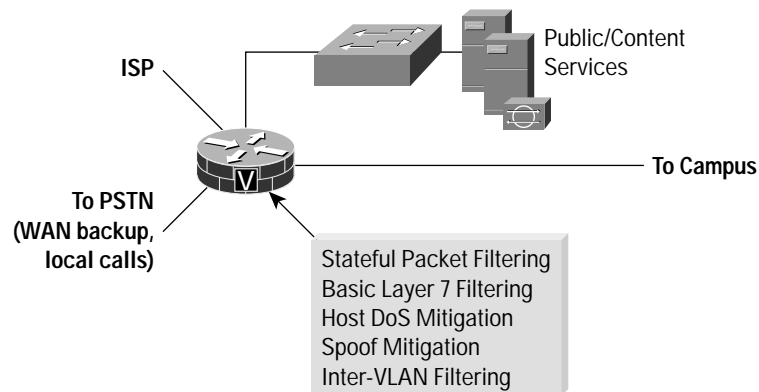 Public/Content
Services
ISP
To Campus
V
To PSTN
(WAN backup,
local calls)
Stateful Packet Filtering
Basic Layer 7 Filtering
Host DoS Mitigation
Spoof Mitigation
Inter-VLAN Filtering